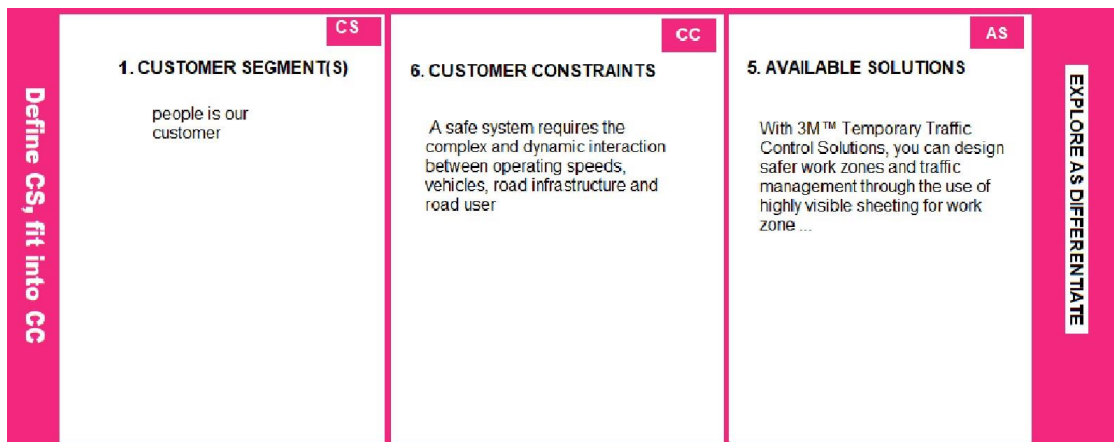 Define CS, fit into CC
CS
1. CUSTOMER SEGMENT(S)
people is our
customer
CC
6. CUSTOMER CONSTRAINTS
A safe system requires the
complex and dynamic interaction
between operating speeds,
vehicles, road infrastructure and
road user
AS
5. AVAILABLE SOLUTIONS
With 3M™ Temporary Traffic
Control Solutions, you can design
safer work zones and traffic
management through the use of
highly visible sheeting for work
zone ...
EXPLORE AS DIFFERENTIATE